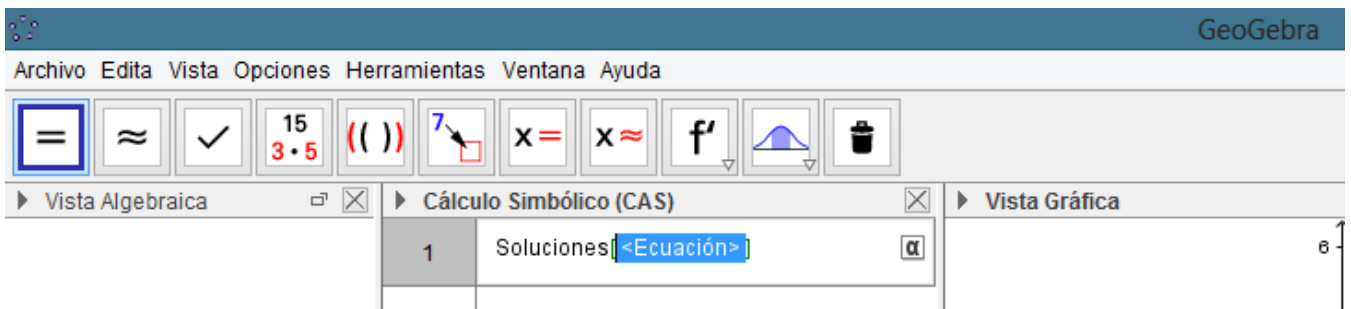 GeoGebra
Archivo Edita Vista Opciones Herramientas Ventana Ayuda
= ≈ ✓ 15 (( )) 7 x= x≈ f'
3·5
Vista Algebraica Cálculo Simbólico (CAS) Vista Gráfica
1 Soluciones[<Ecuación>] α 6